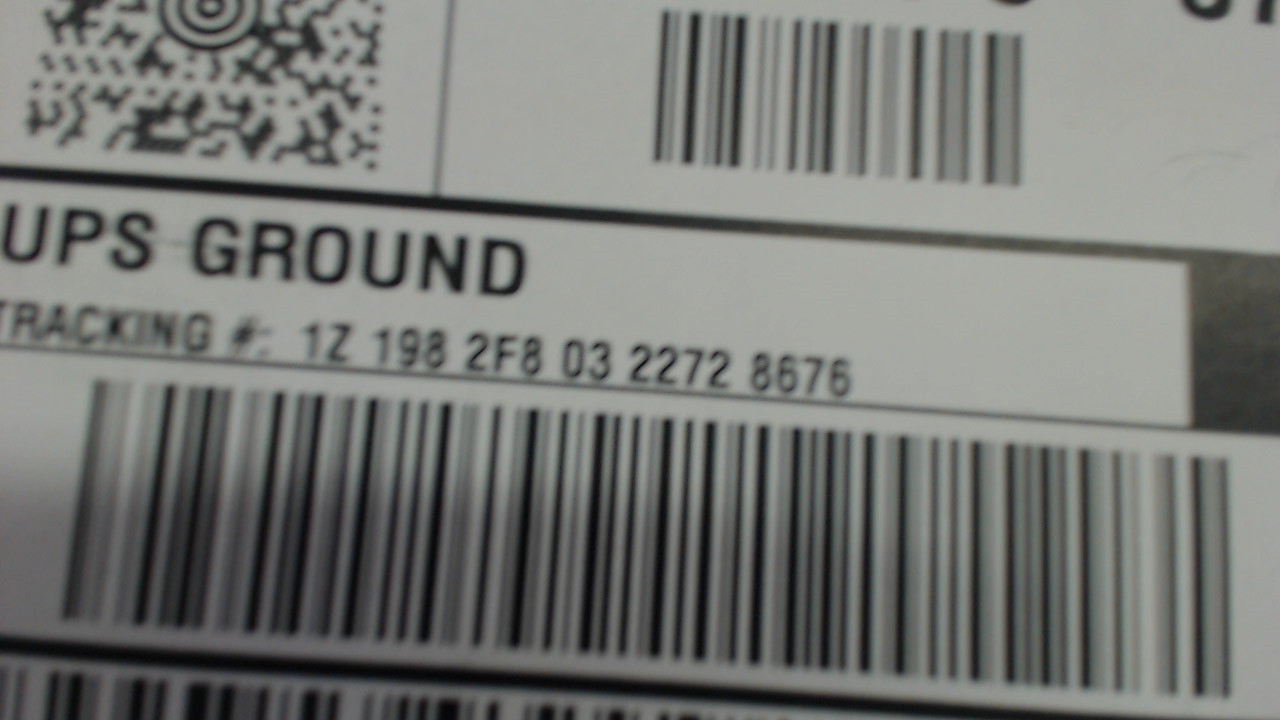 UPS GROUND
TRACKING #: 1Z 198 2F8 03 2272 8676